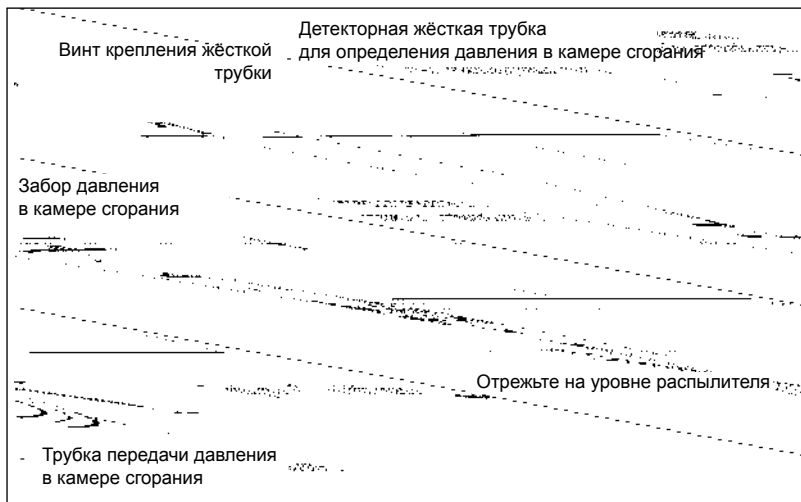 Детекторная жёсткая трубка
для определения давления в камере сгорания
Винт крепления жёсткой
трубки
Забор давления
в камере сгорания
Отрежьте на уровне распылителя
Трубка передачи давления
в камере сгорания